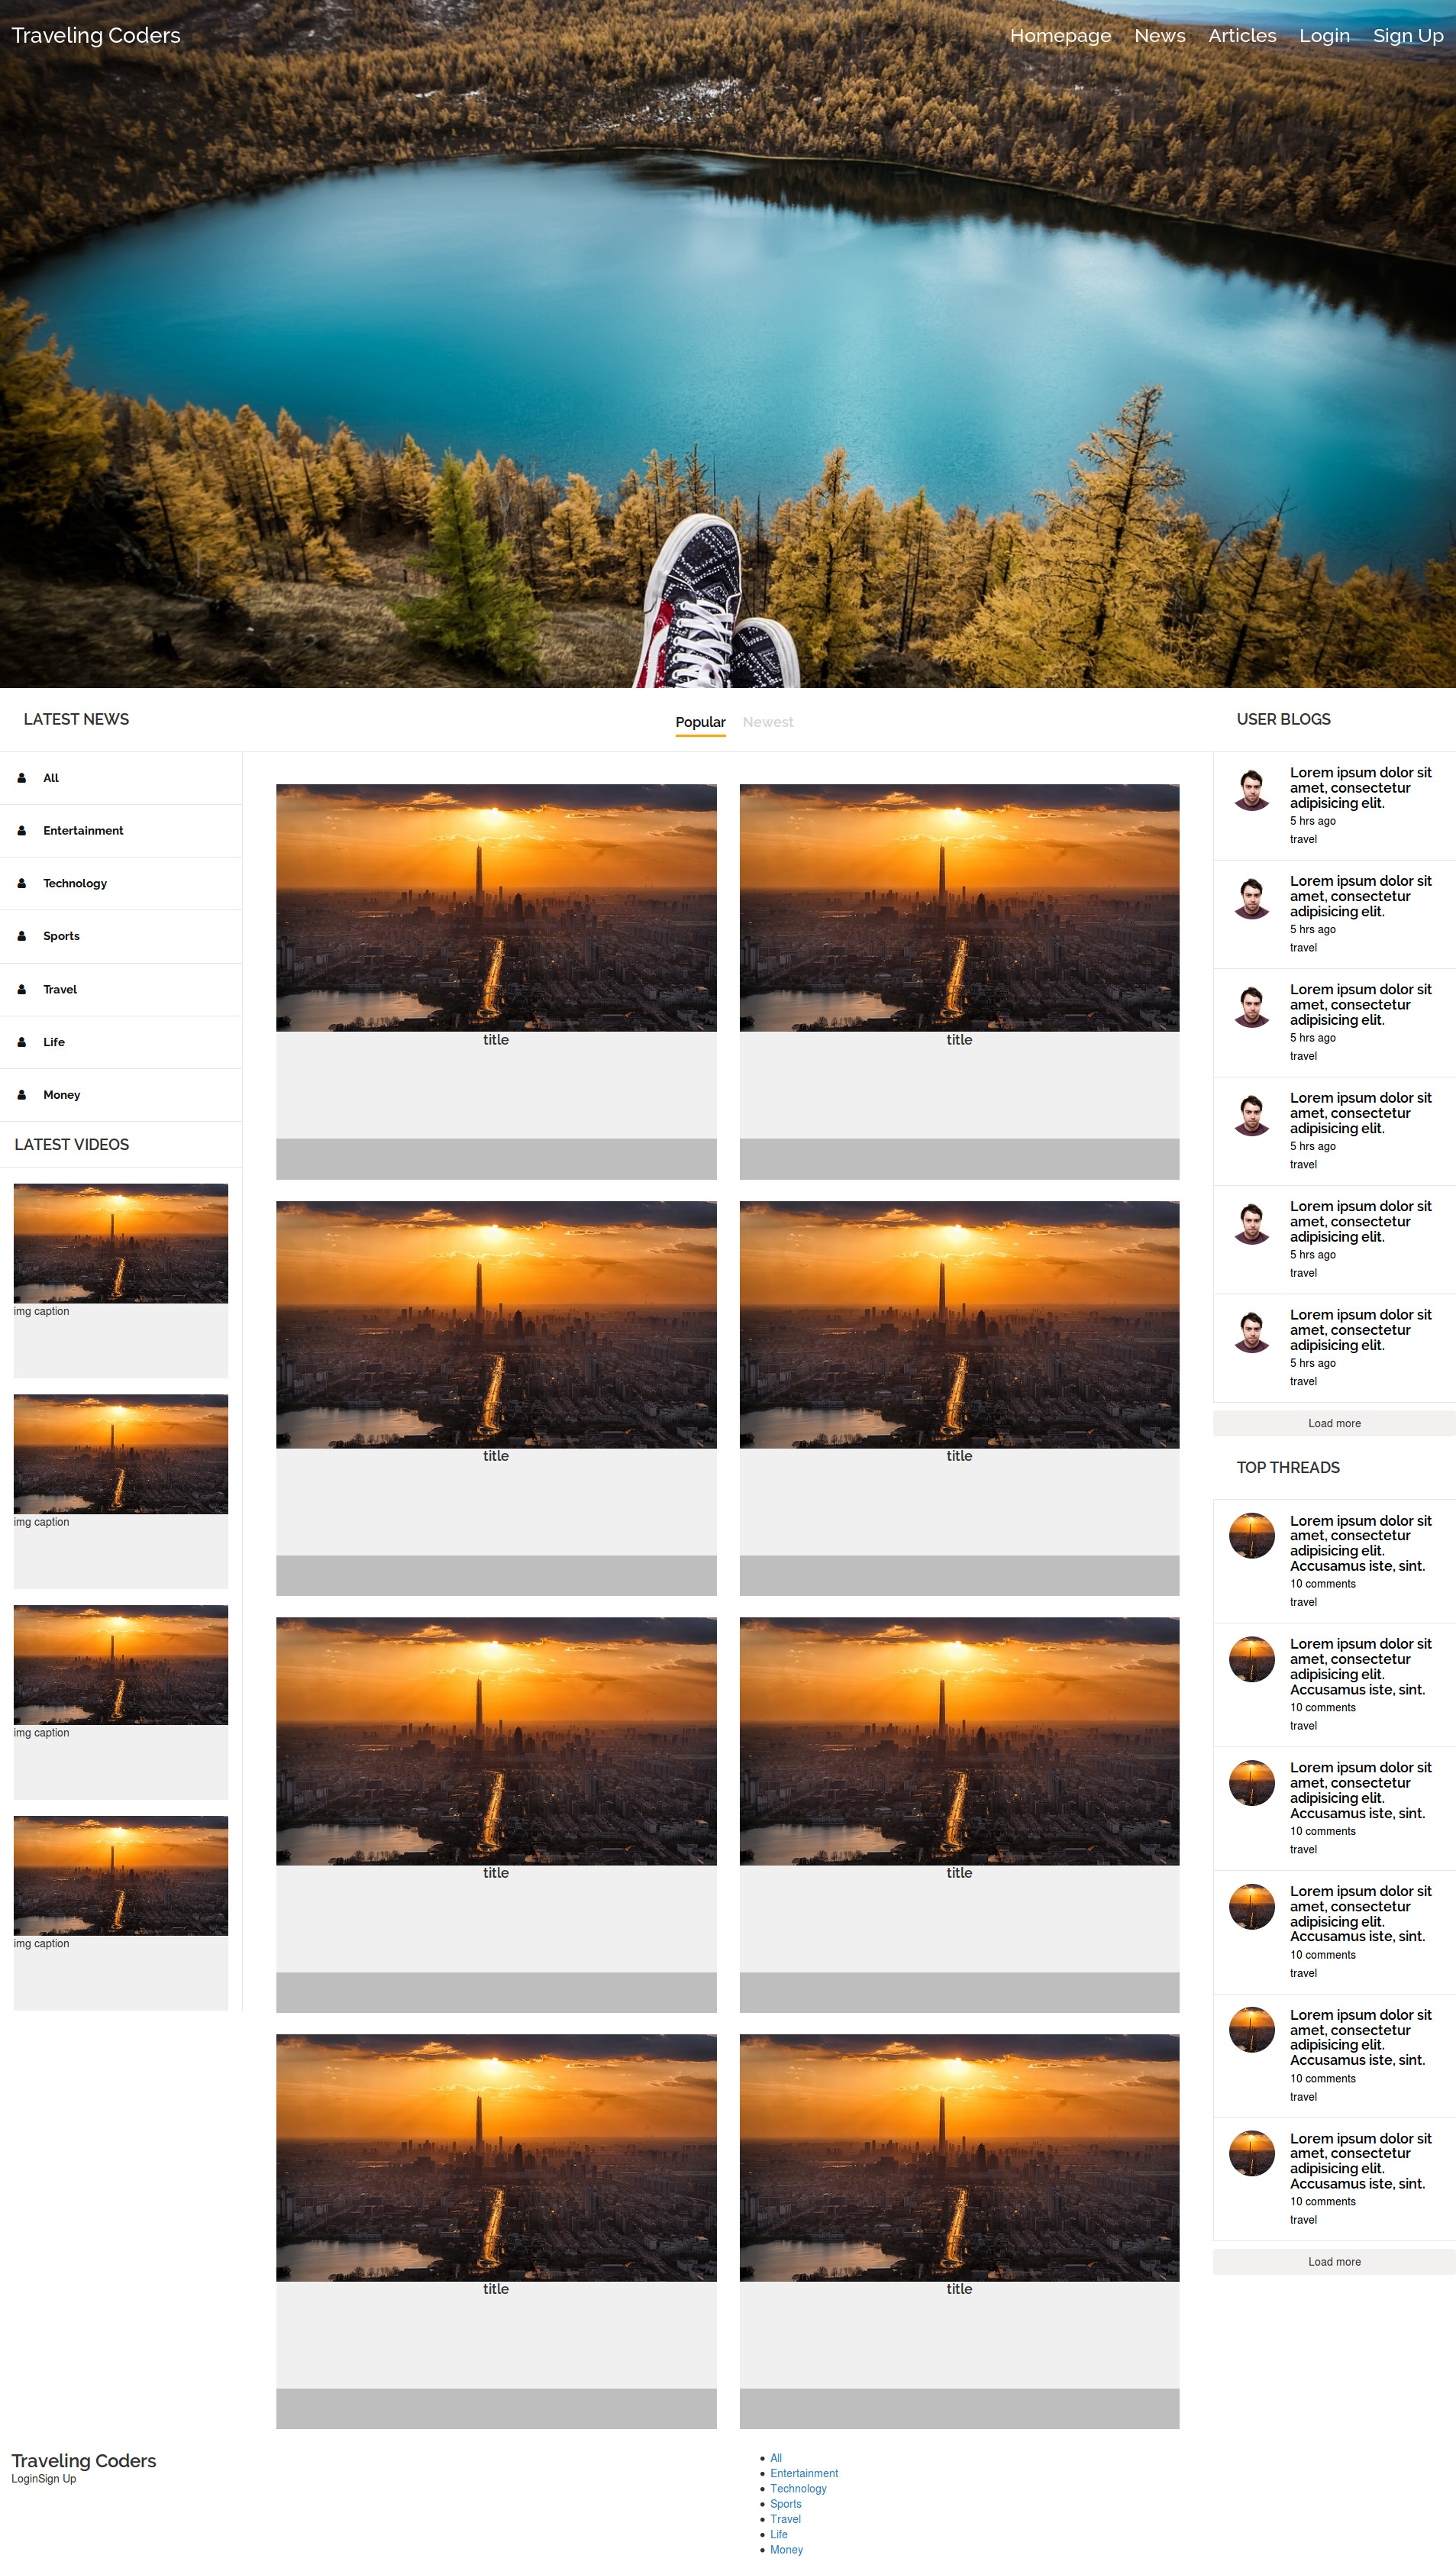 Traveling Coders
Homepage News Articles Login Sign Up
LATEST NEWS
All
Entertainment
Technology
Sports
Travel
Life
Money
LATEST VIDEOS
img caption
img caption
img caption
img caption
Popular Newest
title
title
title
title
title
title
title
title
USER BLOGS
Lorem ipsum dolor sit
amet, consectetur
adipisicing elit.
5 hrs ago
travel
Lorem ipsum dolor sit
amet, consectetur
adipisicing elit.
5 hrs ago
travel
Lorem ipsum dolor sit
amet, consectetur
adipisicing elit.
5 hrs ago
travel
Lorem ipsum dolor sit
amet, consectetur
adipisicing elit.
5 hrs ago
travel
Lorem ipsum dolor sit
amet, consectetur
adipisicing elit.
5 hrs ago
travel
Lorem ipsum dolor sit
amet, consectetur
adipisicing elit.
5 hrs ago
travel
Load more
TOP THREADS
Lorem ipsum dolor sit
amet, consectetur
adipisicing elit.
Accusamus iste, sint.
10 comments
travel
Lorem ipsum dolor sit
amet, consectetur
adipisicing elit.
Accusamus iste, sint.
10 comments
travel
Lorem ipsum dolor sit
amet, consectetur
adipisicing elit.
Accusamus iste, sint.
10 comments
travel
Lorem ipsum dolor sit
amet, consectetur
adipisicing elit.
Accusamus iste, sint.
10 comments
travel
Lorem ipsum dolor sit
amet, consectetur
adipisicing elit.
Accusamus iste, sint.
10 comments
travel
Lorem ipsum dolor sit
amet, consectetur
adipisicing elit.
Accusamus iste, sint.
10 comments
travel
Load more
Traveling Coders
LoginSign Up
All
Entertainment
Technology
Sports
Travel
Life
Money